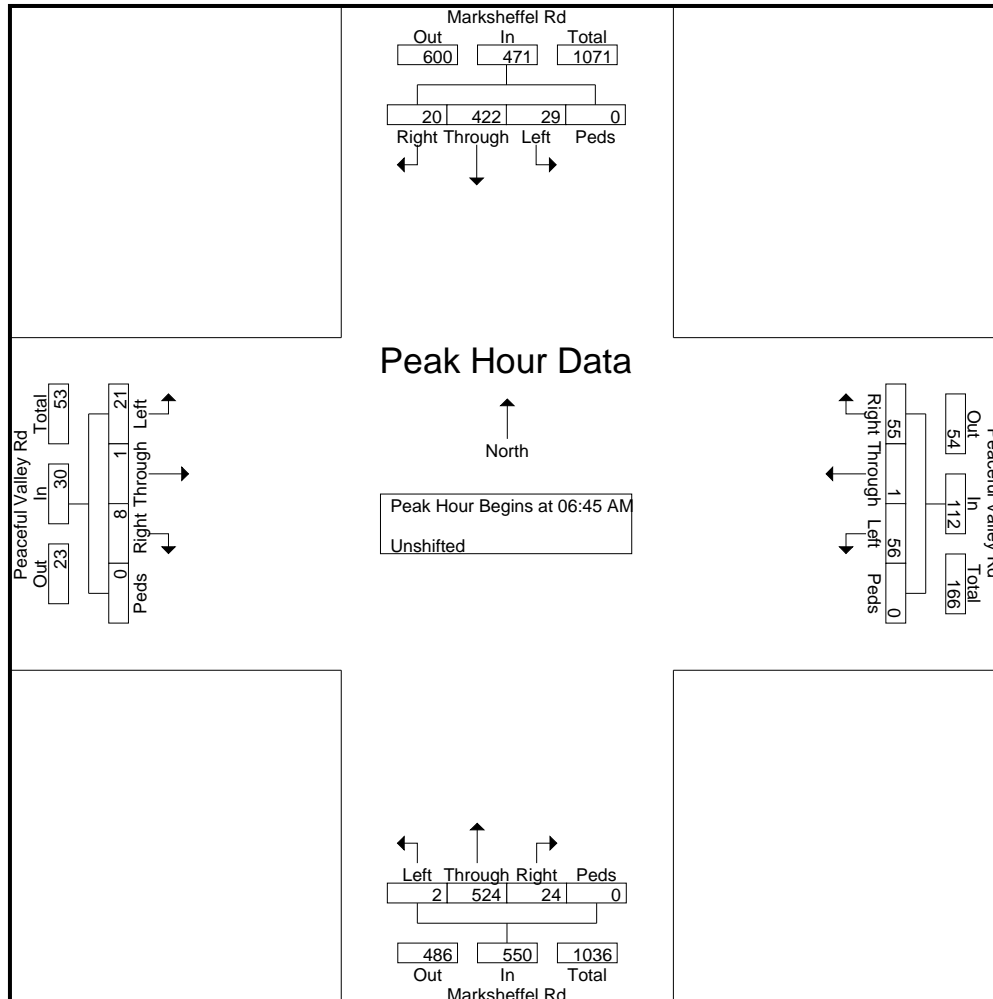 Marksheffel Rd
Out In Total
600 471 1071
20 422 29 0
Right Through Left Peds
Peak Hour Data
North
Peak Hour Begins at 06:45 AM
Unshifted
Peaceful Valley Rd
Total In Out
53 30 23
21 1 8 0
Left Through Right Peds
Peaceful Valley Rd
Out In Total
54 112 166
55 1 56 0
Right Through Left Peds
Left Through Right Peds
2 524 24 0
486 550 1036
Out In Total
Marksheffel Rd